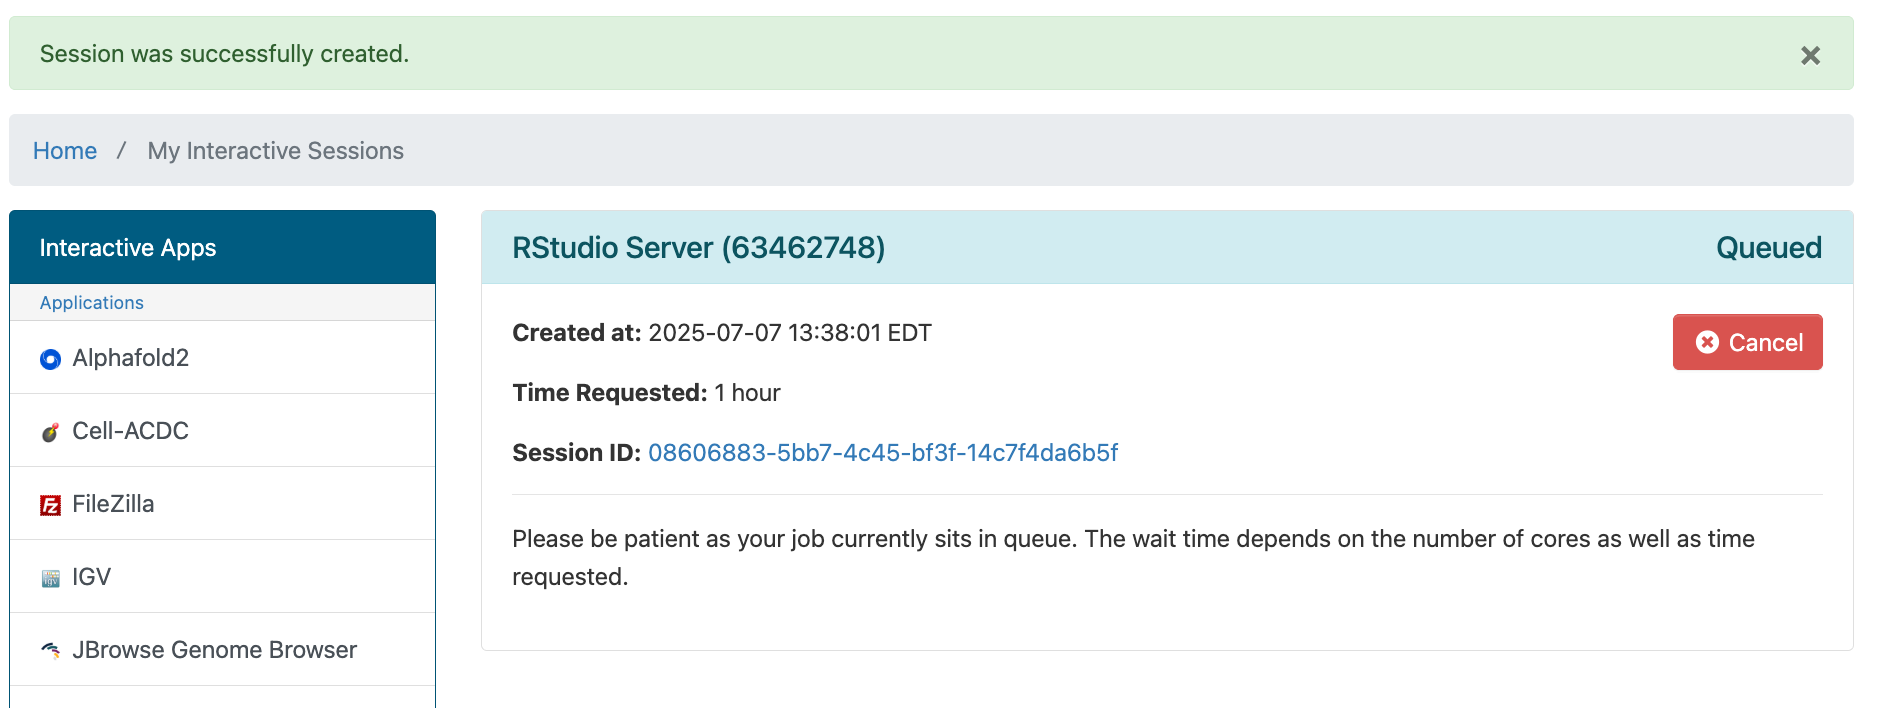 Session was successfully created.
Home / My Interactive Sessions
Interactive Apps
Applications
Alphafold2
Cell-ACDC
FileZilla
IGV
JBrowse Genome Browser
RStudio Server (63462748)
Queued
Created at: 2025-07-07 13:38:01 EDT
Cancel
Time Requested: 1 hour
Session ID: 08606883-5bb7-4c45-bf3f-14c7f4da6b5f
Please be patient as your job currently sits in queue. The wait time depends on the number of cores as well as time
requested.